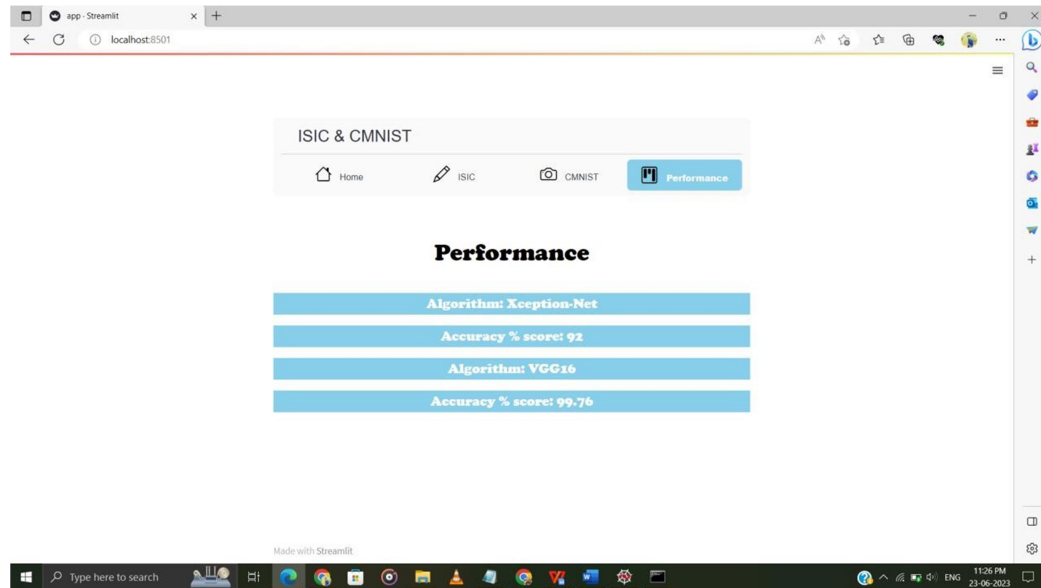 app - Streamlit
localhost:8501
ISIC & CMNIST
Home
ISIC
CMNIST
Performance
Performance
Algorithm: Xception-Net
Accuracy % score: 92
Algorithm: VGG16
Accuracy % score: 99.76
Made with Streamlit
Type here to search
ENG
11:26 PM
23-06-2023